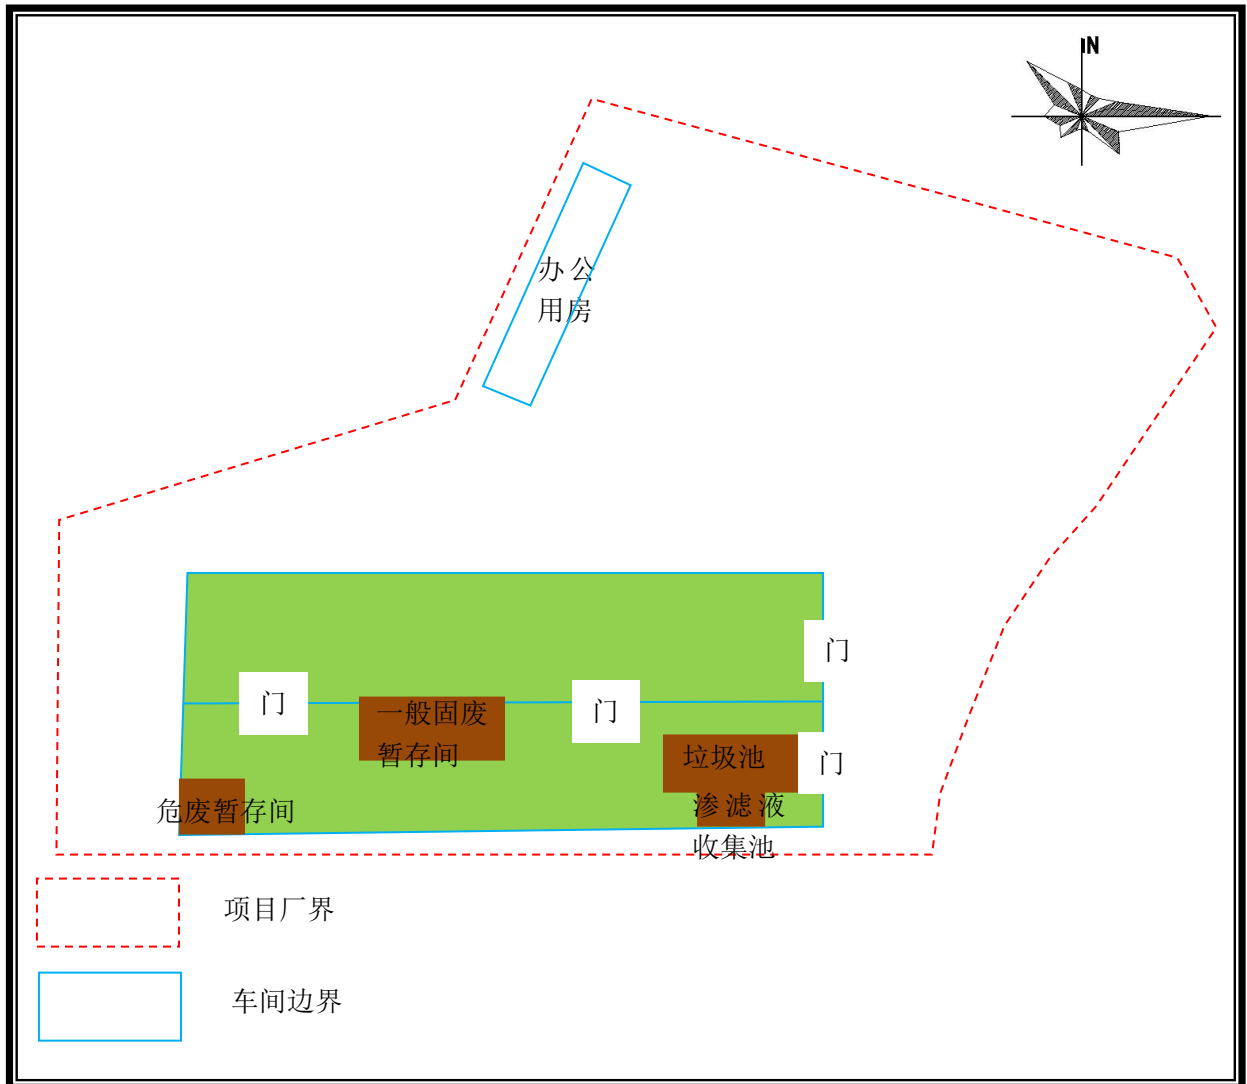 N
办公
用房
门
门
一般固废
暂存间
门
垃圾池
门
危废暂存间
渗滤液
收集池
项目厂界
车间边界